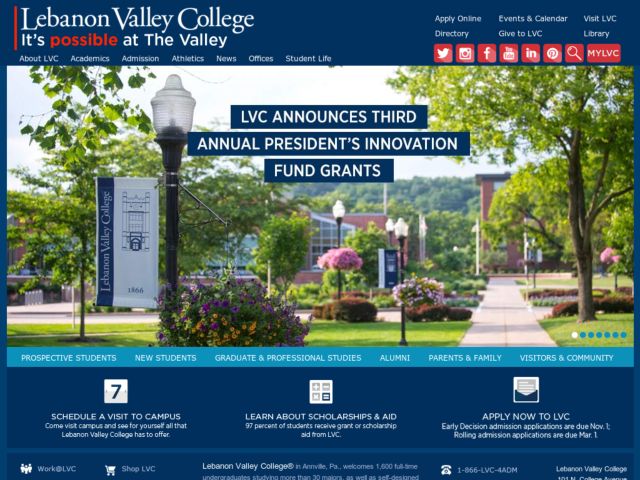 Lebanon Valley College
It's possible at The Valley
Apply Online Events & Calendar Visit LVC
Directory Give to LVC Library
MYLVC
About LVC Academics Admission Athletics News Offices Student Life
LVC ANNOUNCES THIRD
ANNUAL PRESIDENT'S INNOVATION
FUND GRANTS
Lebanon Valley College
1866
PROSPECTIVE STUDENTS NEW STUDENTS GRADUATE & PROFESSIONAL STUDIES ALUMNI PARENTS & FAMILY VISITORS & COMMUNITY
7
SCHEDULE A VISIT TO CAMPUS
Come visit campus and see for yourself all that
Lebanon Valley College has to offer.
LEARN ABOUT SCHOLARSHIPS & AID
97 percent of students receive grant or scholarship
aid from LVC.
APPLY NOW TO LVC
Early Decision admission applications are due Nov. 1;
Rolling admission applications are due Mar. 1.
Work@LVC Shop LVC
Lebanon Valley College® in Annville, Pa., welcomes 1,600 full-time
undergraduates studying more than 30 majors, as well as self-designed
1-866-LVC-4ADM
Lebanon Valley College
101 N. College Avenue